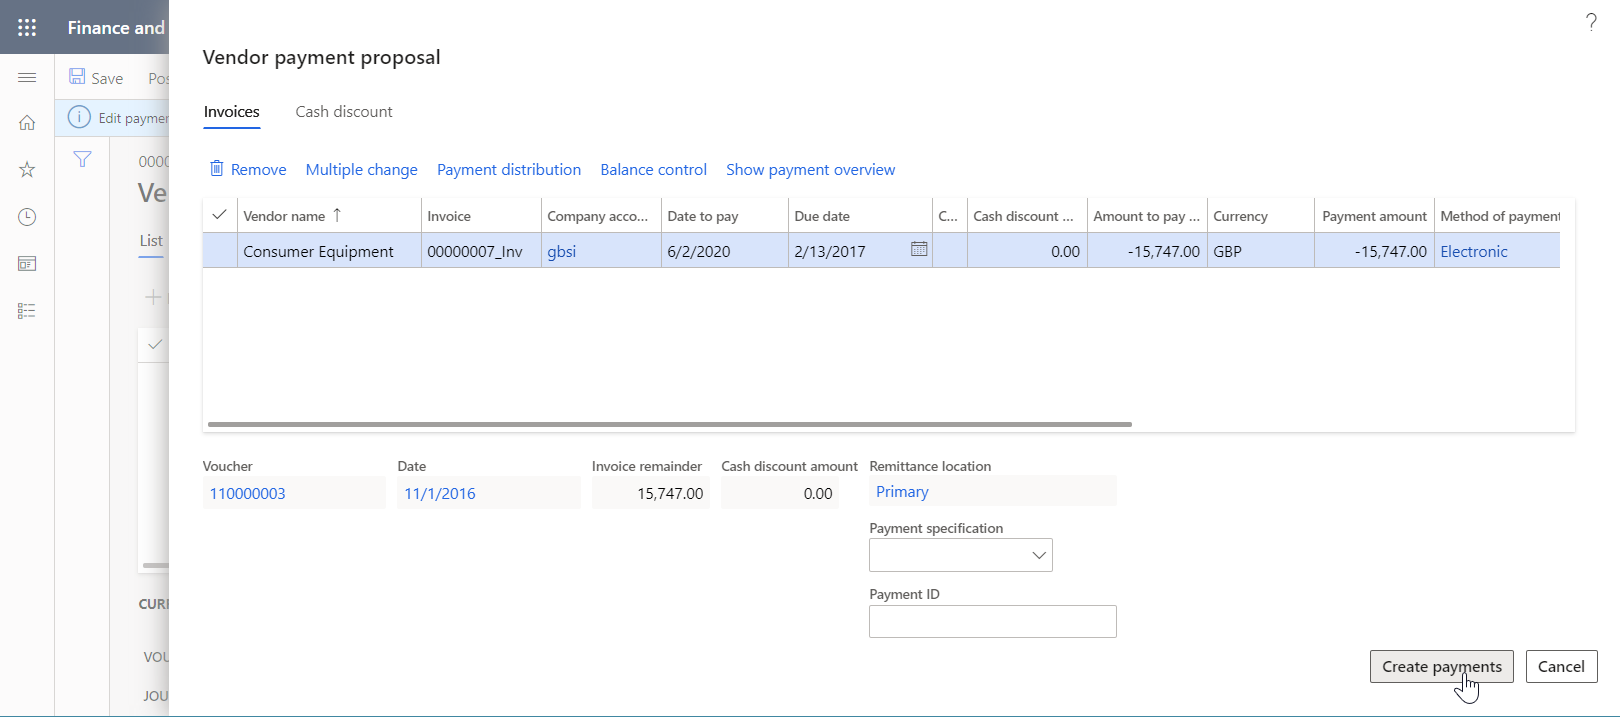 Finance and
?
Vendor payment proposal
Save Pos
Invoices Cash discount
Edit paymen
Remove Multiple change Payment distribution Balance control Show payment overview
0000
Ve
Vendor name ↑ Invoice Company acco... Date to pay Due date C... Cash discount ... Amount to pay ... Currency Payment amount Method of payment
List
Consumer Equipment 00000007_Inv gbsi 6/2/2020 2/13/2017 0.00 -15,747.00 GBP -15,747.00 Electronic
Voucher Date Invoice remainder Cash discount amount Remittance location
110000003 11/1/2016 15,747.00 0.00 Primary
Payment specification
Payment ID
CURR
VOU
JOU
Create payments Cancel